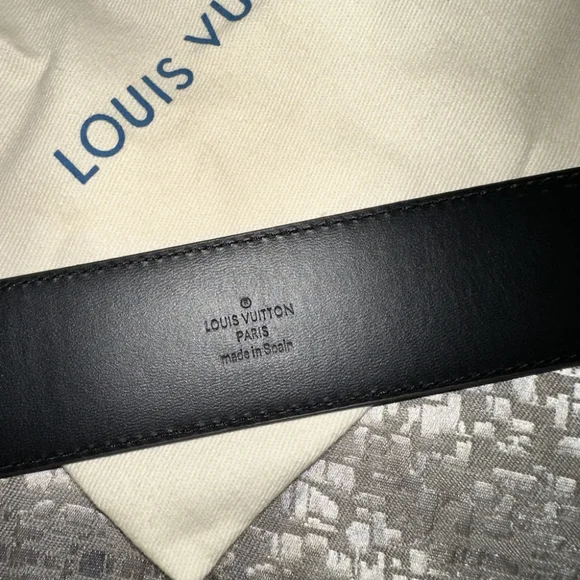 LOUIS VU
®
LOUIS VUITTON
PARIS
made in Spain